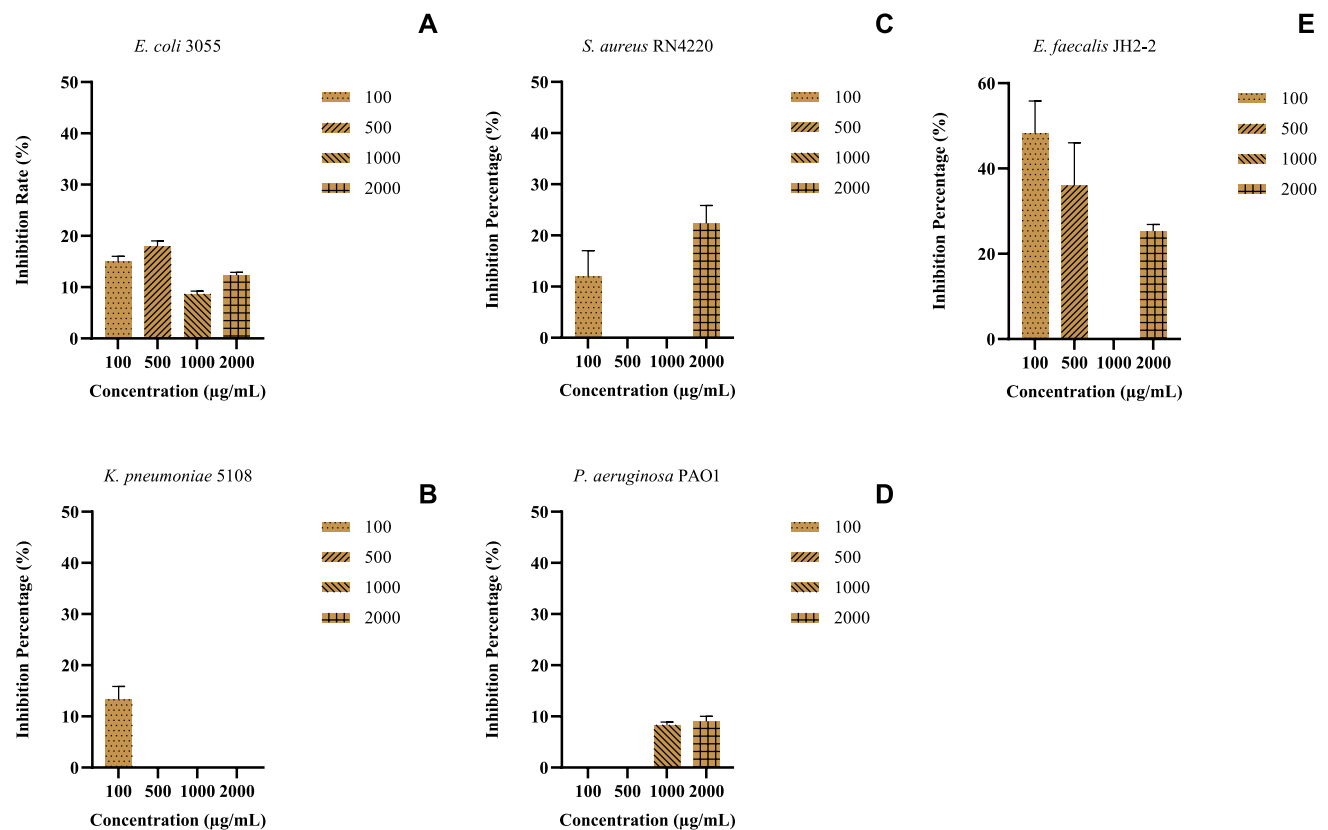 A
E. coli 3055
50
40
30
20
10
0
Inhibition Rate (%)
100
500
1000
2000
100 500 1000 2000
Concentration (µg/mL)
C
S. aureus RN4220
50
40
30
20
10
0
Inhibition Percentage (%)
100
500
1000
2000
100 500 1000 2000
Concentration (µg/mL)
E
E. faecalis JH2-2
60
40
20
0
Inhibition Percentage (%)
100
500
1000
2000
100 500 1000 2000
Concentration (µg/mL)
B
K. pneumoniae 5108
50
40
30
20
10
0
Inhibition Percentage (%)
100
500
1000
2000
100 500 1000 2000
Concentration (µg/mL)
D
P. aeruginosa PAO1
50
40
30
20
10
0
Inhibition Percentage (%)
100
500
1000
2000
100 500 1000 2000
Concentration (µg/mL)